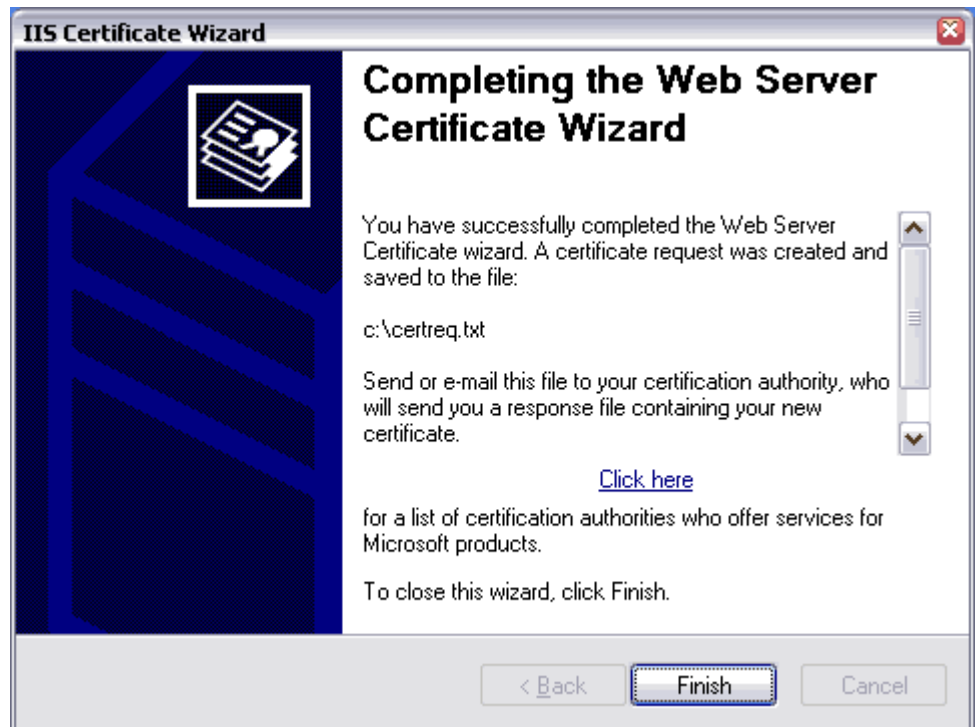 IIS Certificate Wizard
Completing the Web Server
Certificate Wizard
You have successfully completed the Web Server
Certificate wizard. A certificate request was created and
saved to the file:
c:\certreq.txt
Send or e-mail this file to your certification authority, who
will send you a response file containing your new
certificate.
Click here
for a list of certification authorities who offer services for
Microsoft products.
To close this wizard, click Finish.
< Back
Finish
Cancel